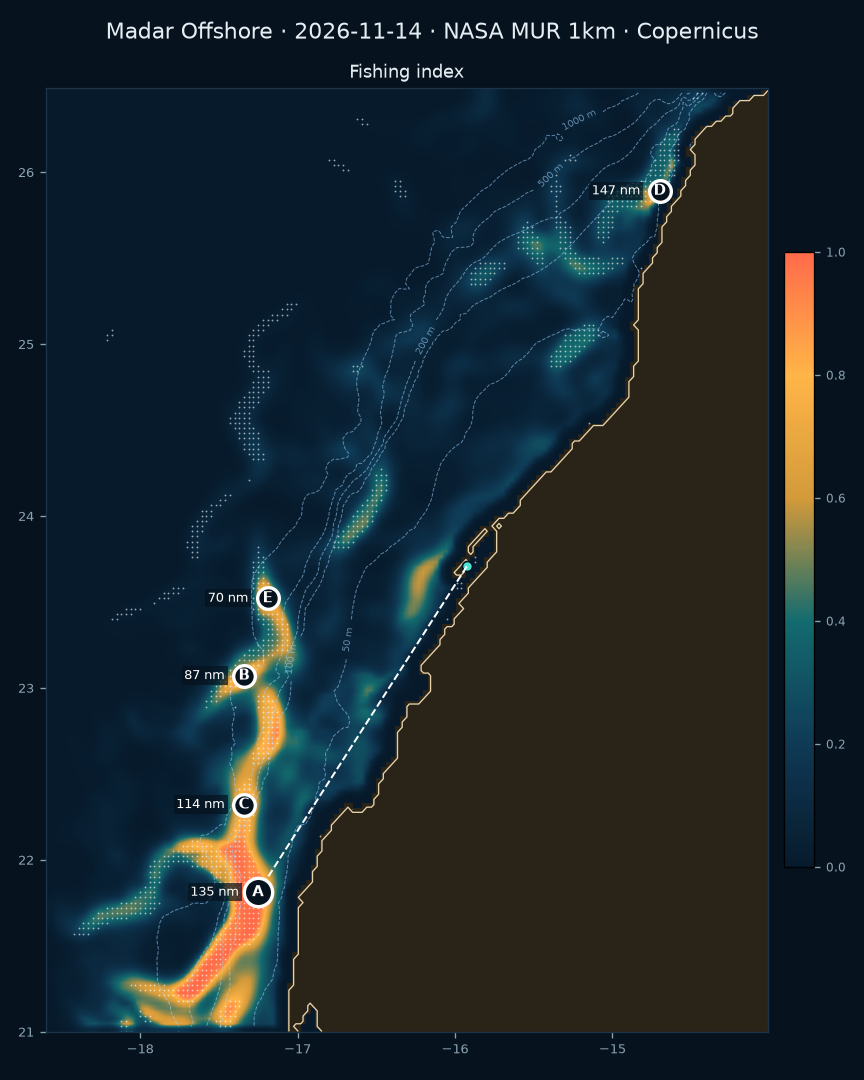 Madar Offshore · 2026-11-14 · NASA MUR 1km · Copernicus
Fishing index
1000 m
500 m
200 m
100 m
50 m
147 nm D
70 nm E
87 nm B
114 nm C
135 nm A
26
25
24
23
22
21
−18 −17 −16 −15
1.0
0.8
0.6
0.4
0.2
0.0